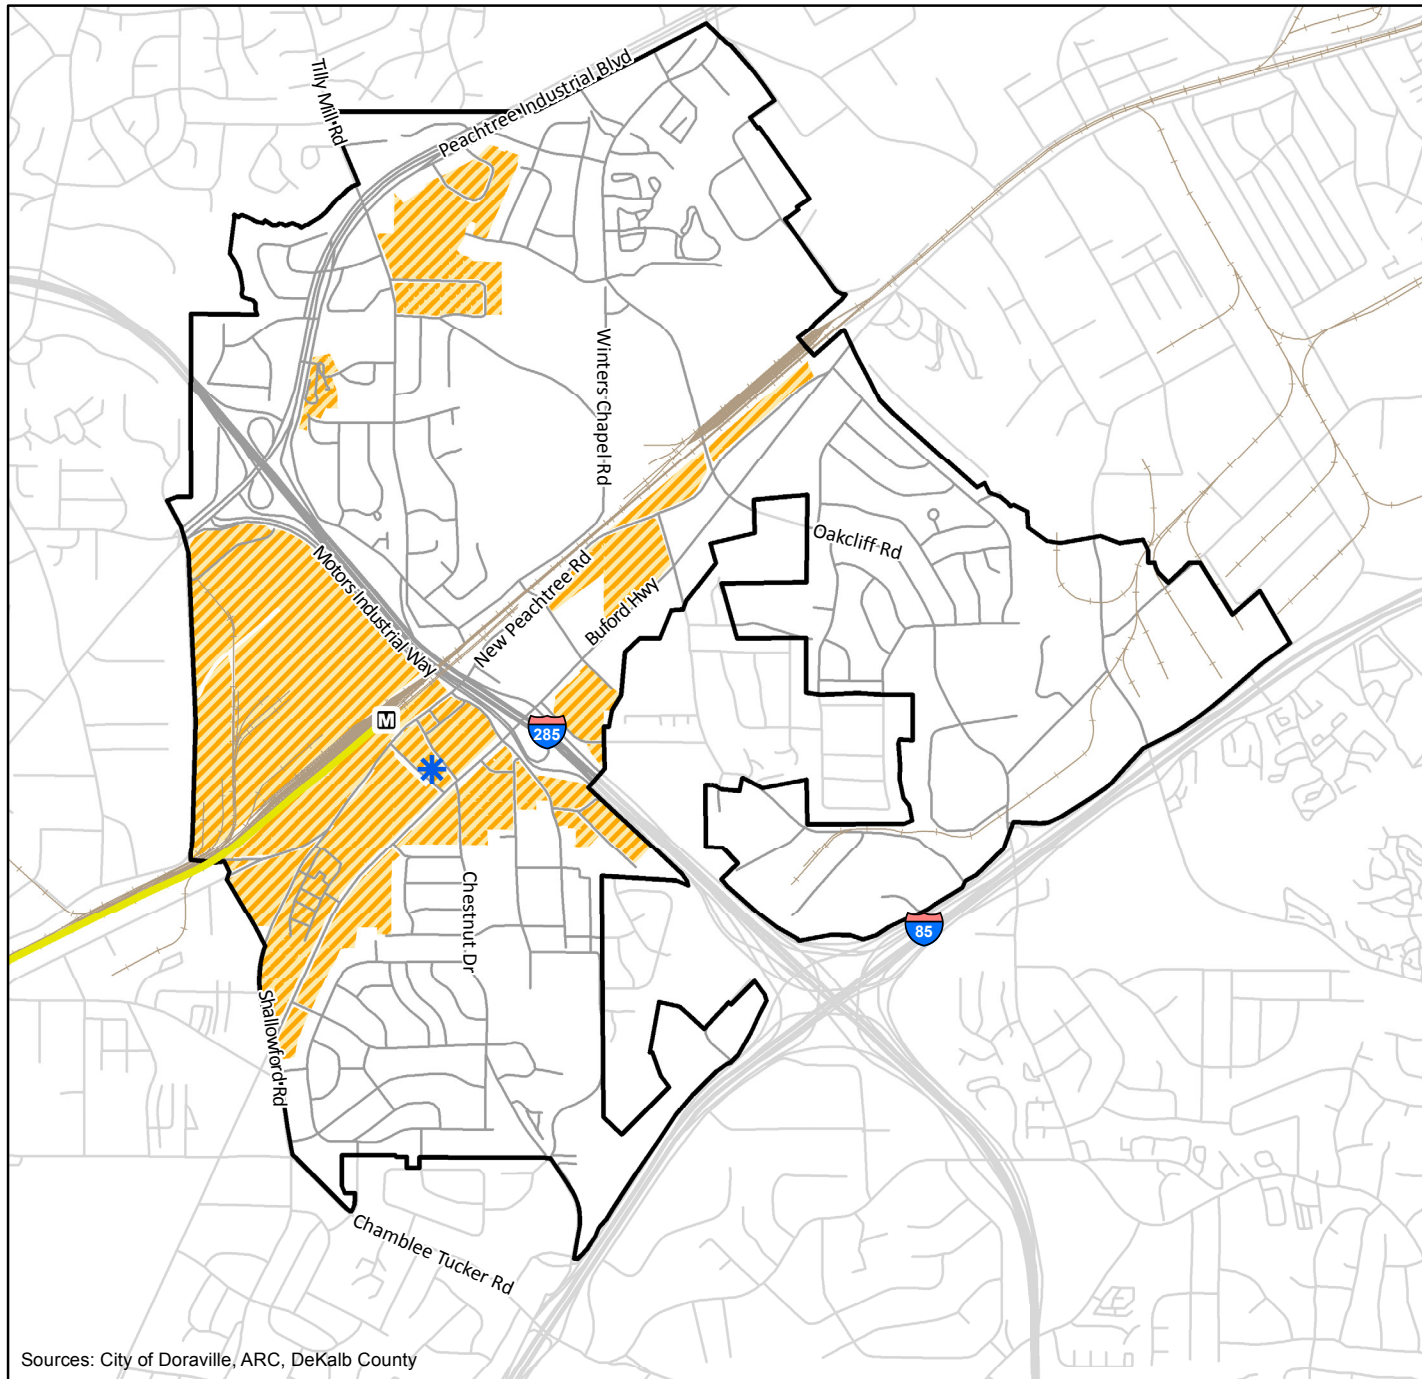 Tilly Mill Rd
Peachtree Industrial Blvd
Winters Chapel Rd
Oakcliff Rd
Motors Industrial Way
New Peachtree Rd
Buford Hwy
M
285
Chestnut Dr
85
Shallowford Rd
Chamblee Tucker Rd
Sources: City of Doraville, ARC, DeKalb County